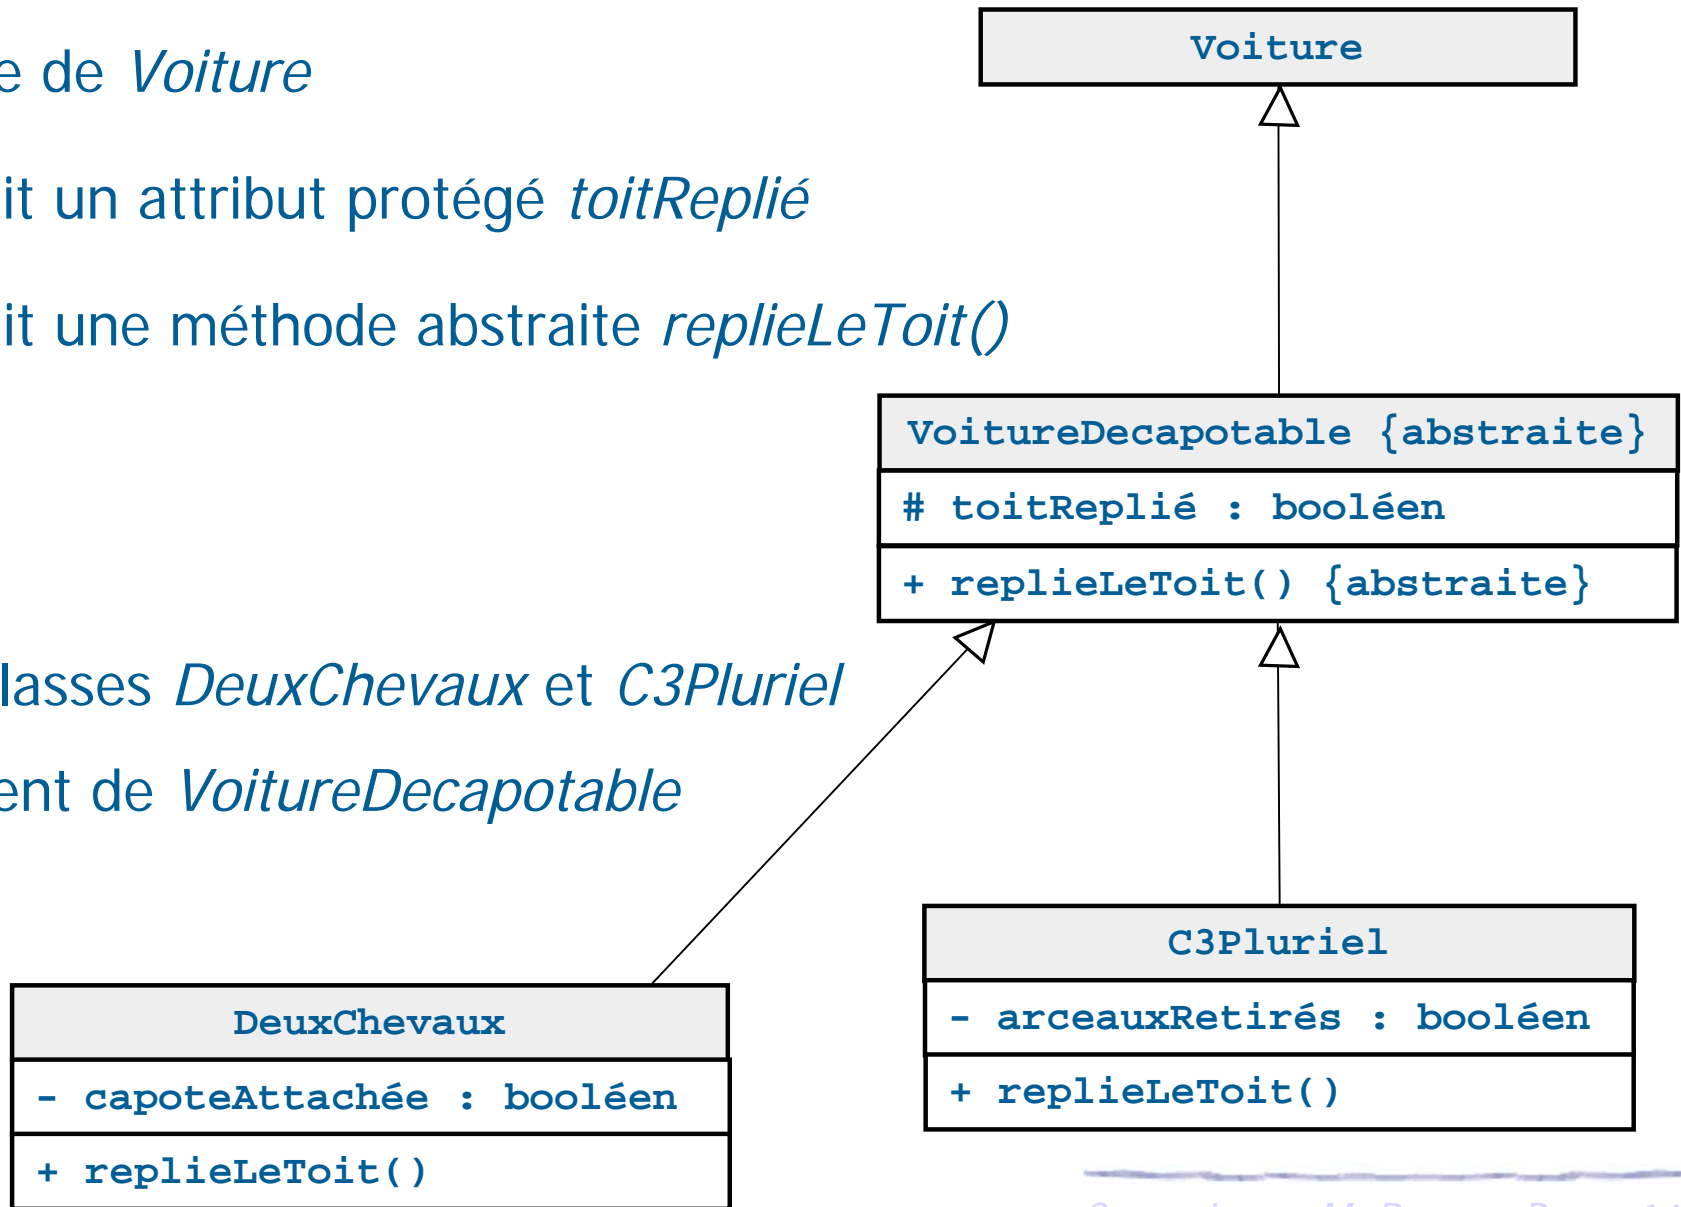 e de Voiture
it un attribut protégé toitReplié
it une méthode abstraite replieLeToit()
lasses DeuxChevaux et C3Pluriel
ent de VoitureDecapotable
Voiture
VoitureDecapotable {abstraite}
# toitReplié : booléen
+ replieLeToit() {abstraite}
DeuxChevaux
- capoteAttachée : booléen
+ replieLeToit()
C3Pluriel
- arceauxRetirés : booléen
+ replieLeToit()